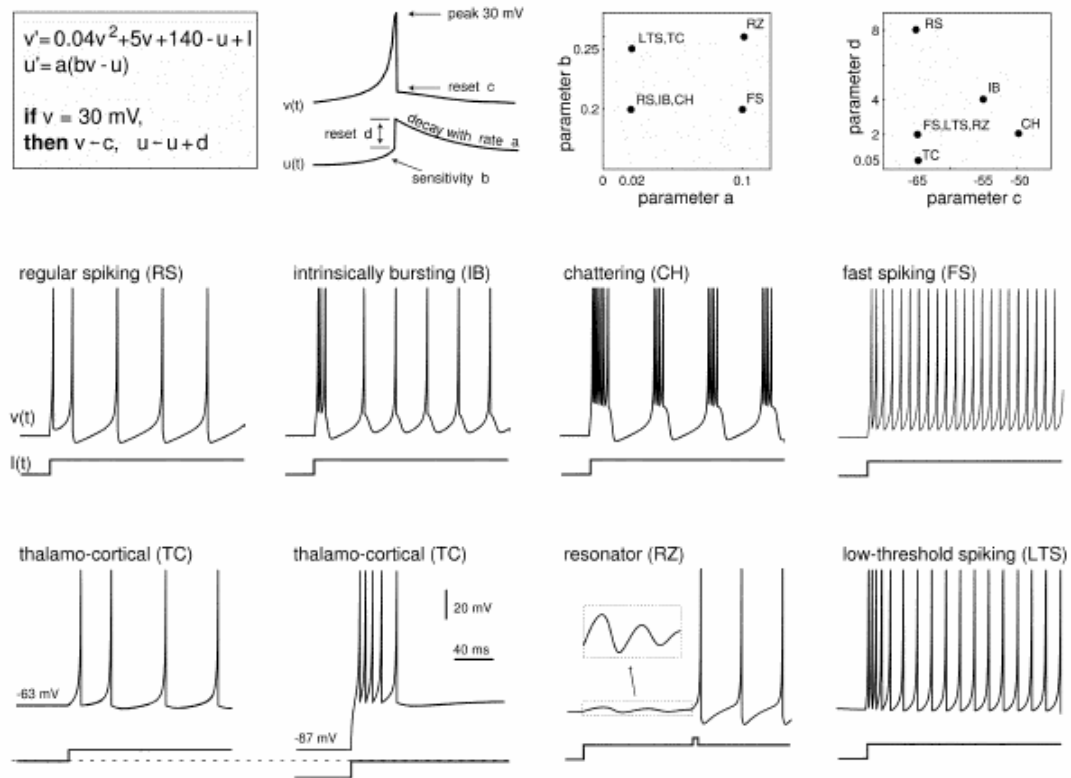 v'= 0.04v²+5v+140 - u+I
u'= a(bv - u)
if v = 30 mV,
then v ~ c, u ~ u + d
peak 30 mV
reset c
v(t)
reset d
decay with rate a
u(t)
sensitivity b
parameter b
0.25
0.2
LTS,TC
RZ
RS,IB,CH
FS
0
0.02
0.1
parameter a
parameter d
8
4
2
0.05
RS
IB
FS,LTS,RZ
CH
TC
-65
-55
-50
parameter c
regular spiking (RS)
intrinsically bursting (IB)
chattering (CH)
fast spiking (FS)
v(t)
I(t)
thalamo-cortical (TC)
thalamo-cortical (TC)
resonator (RZ)
low-threshold spiking (LTS)
20 mV
40 ms
-63 mV
-87 mV